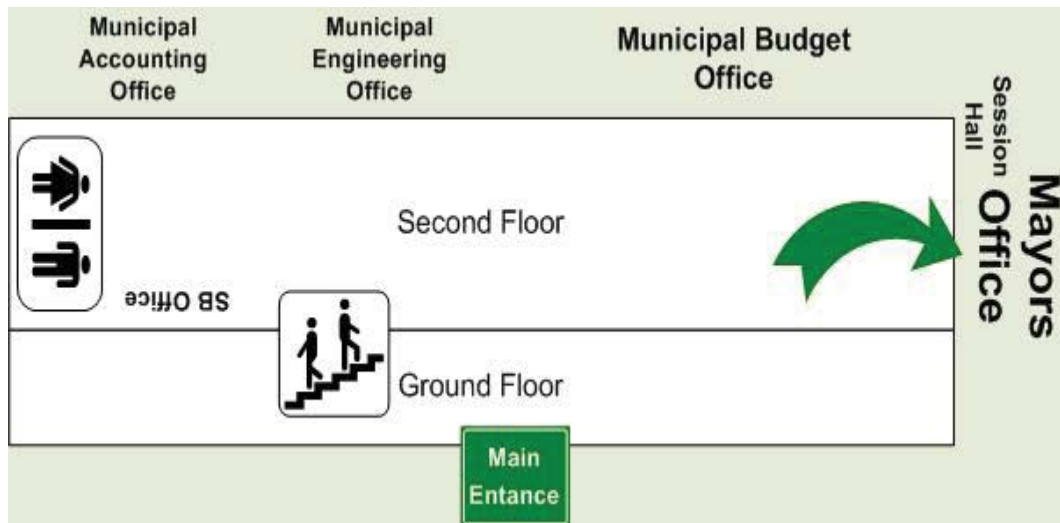 Municipal
Accounting
Office
Municipal
Engineering
Office
Municipal Budget
Office
Session
Hall
Mayors
Office
Second Floor
SB Office
Ground Floor
Main
Entance